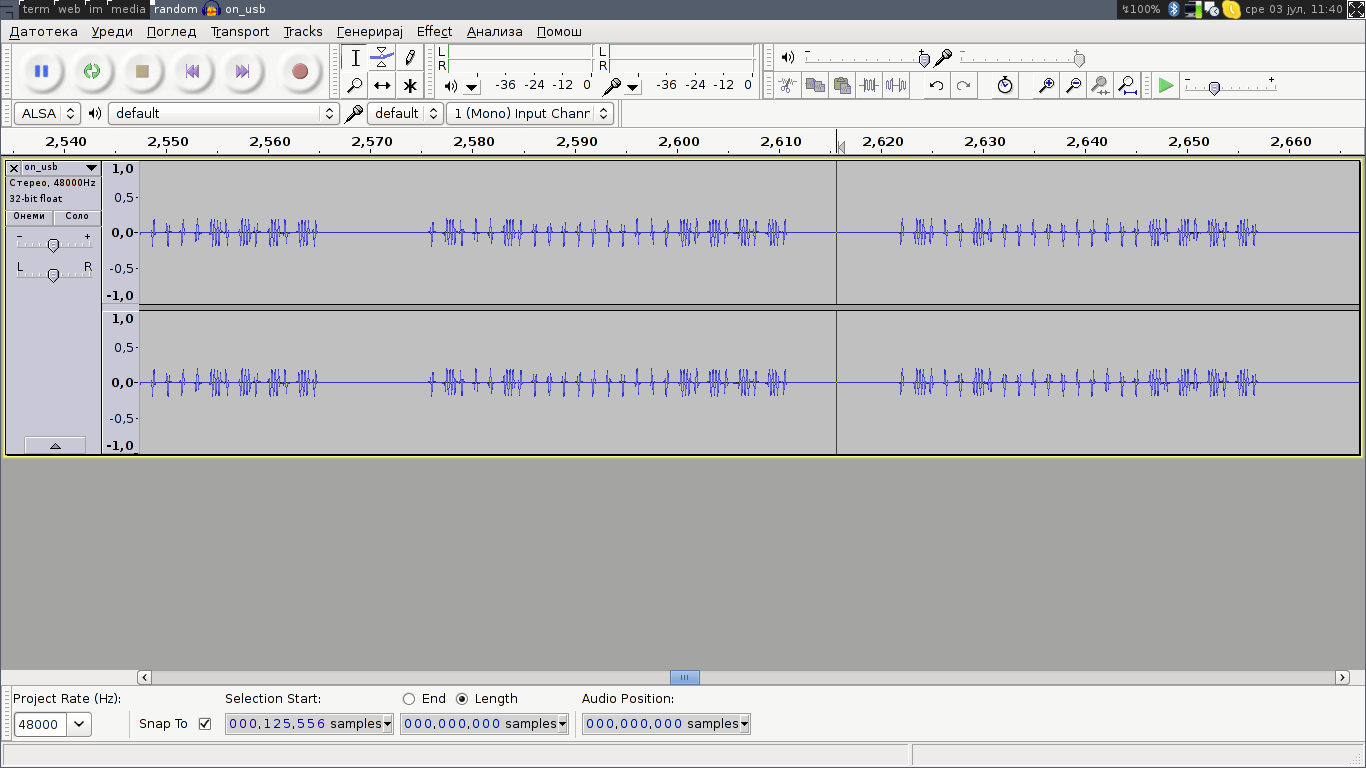 term web im media random on_usb ↯100% сре 03 јул, 11:40
Датотека Уреди Поглед Transport Tracks Генерирај Effect Анализа Помош
L
R
-36 -24 -12 0
L
R
-36 -24 -12 0
- +
ALSA default default 1 (Mono) Input Chanr
2,540 2,550 2,560 2,570 2,580 2,590 2,600 2,610 2,620 2,630 2,640 2,650 2,660
on_usb
Стерео, 48000Hz
32-bit float
Онеми Соло
- +
L R
1,0
0,5-
0,0-
-0,5-
-1,0
1,0
0,5-
0,0-
-0,5-
-1,0
Project Rate (Hz): Selection Start: End Length Audio Position:
48000 Snap To 000,125,556 samples 000,000,000 samples 000,000,000 samples